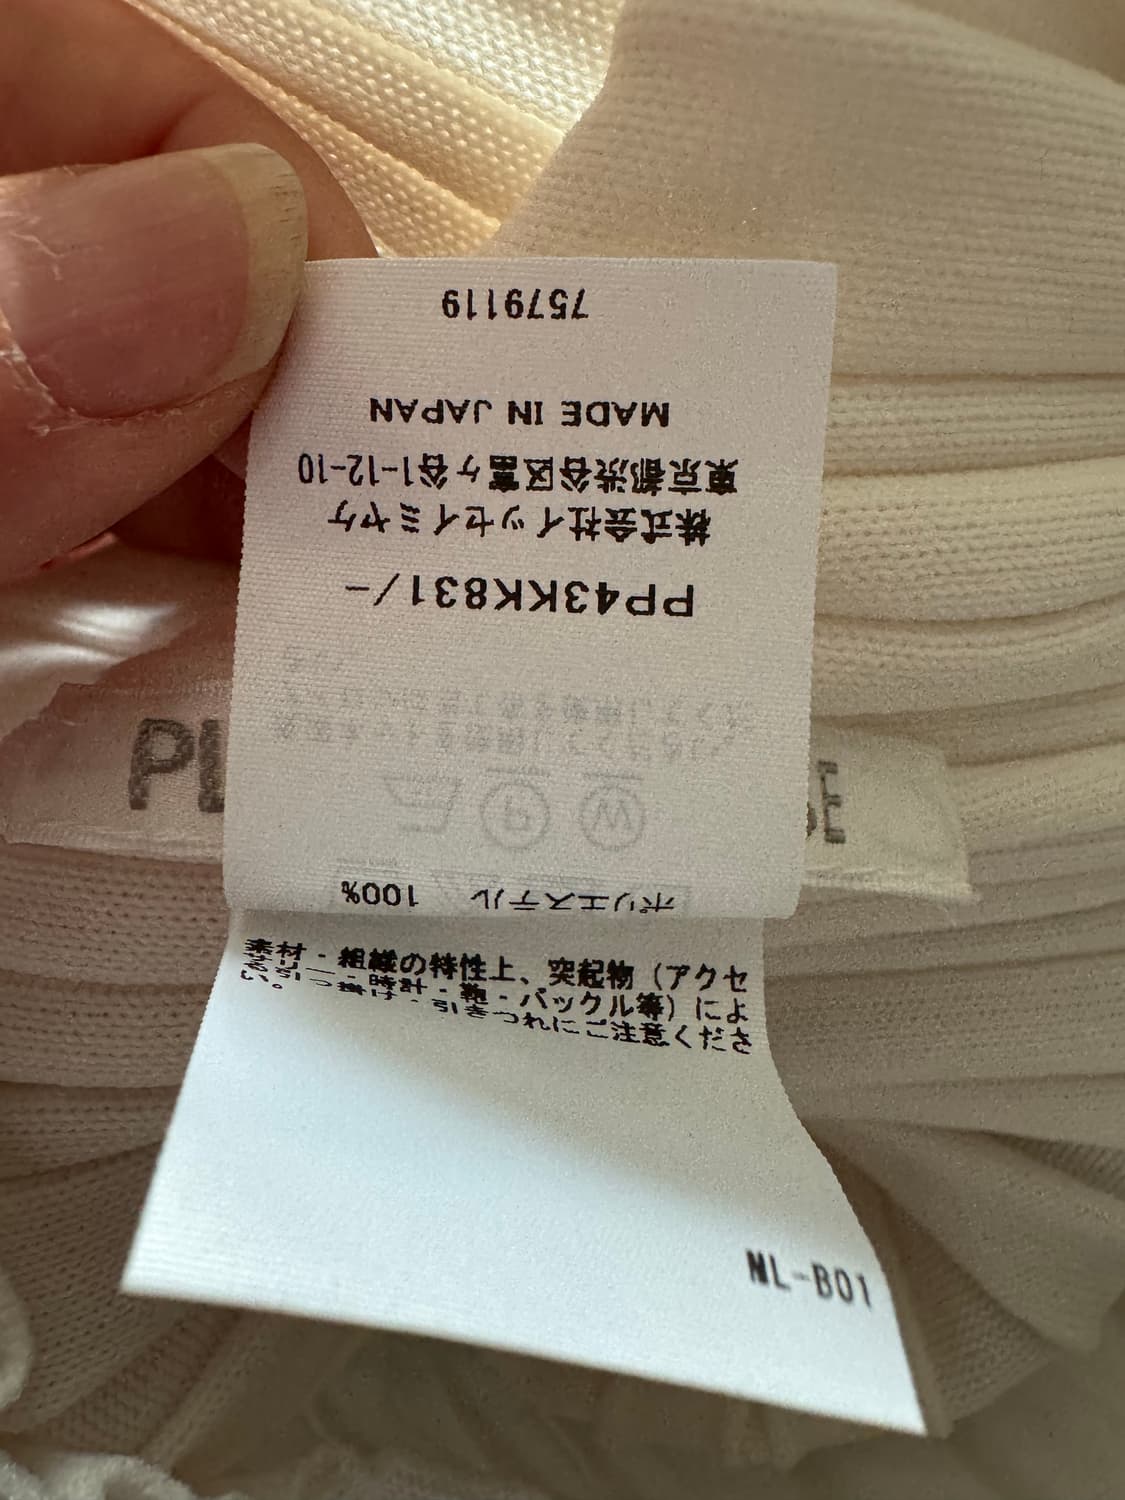 7579119
MADE IN JAPAN
東京都渋谷区富ヶ谷1-12-10
株式会社イッセイミヤケ
PP43KK831/-
W P
ポリエステル 100%
PL
SE
素材・組織の特性上、突起物（アクセ
サリー・時計・鞄・バックル等）によ
る引っ掛け・引きつれにご注意くださ
い。
NL-B01